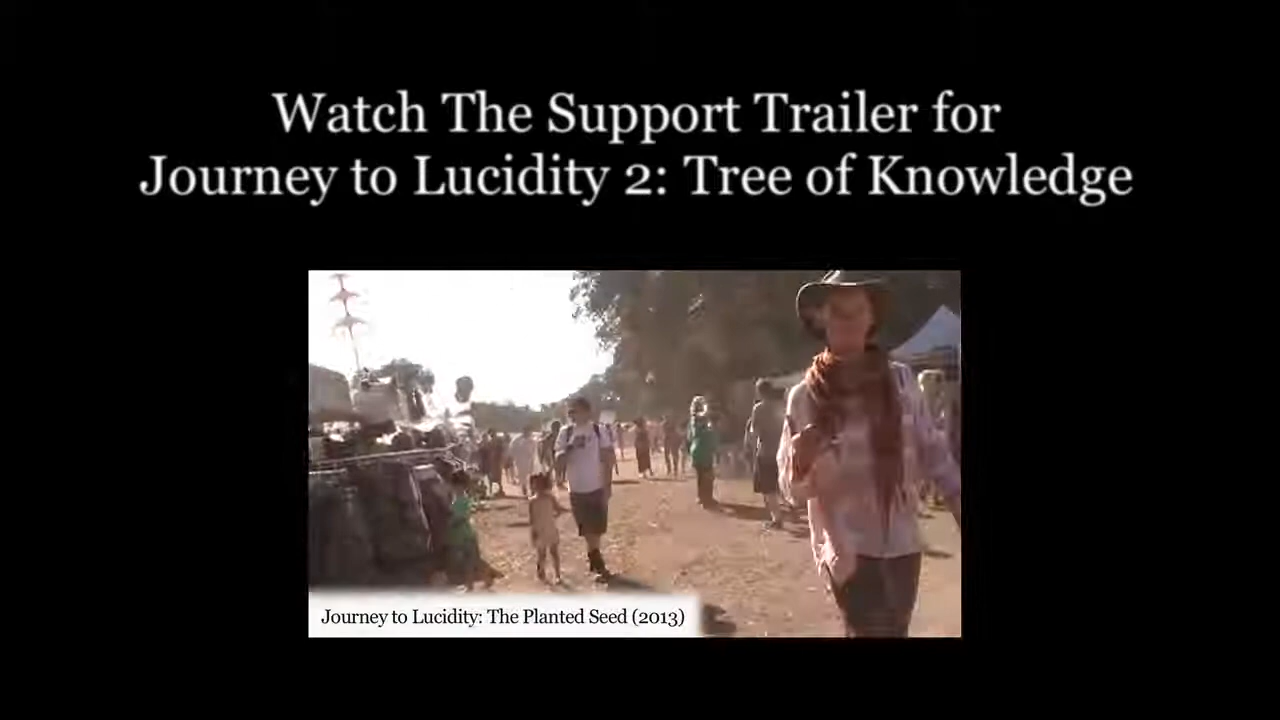 Watch The Support Trailer for
Journey to Lucidity 2: Tree of Knowledge
Journey to Lucidity: The Planted Seed (2013)